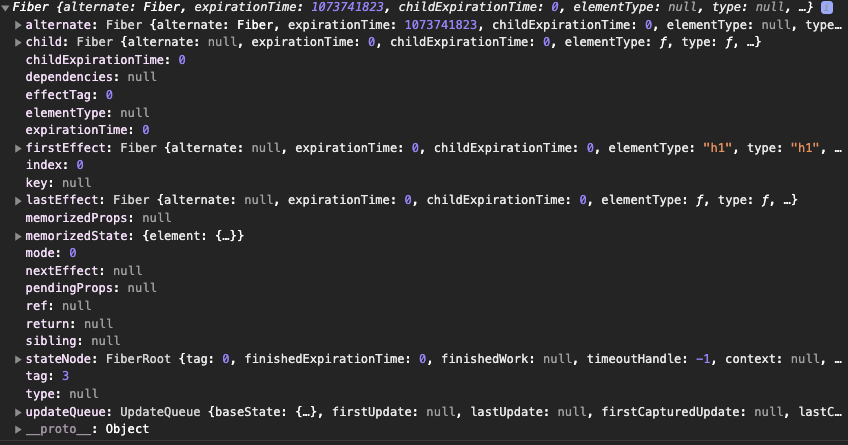 ▼Fiber {alternate: Fiber, expirationTime: 1073741823, childExpirationTime: 0, elementType: null, type: null, …} i
▶alternate: Fiber {alternate: Fiber, expirationTime: 1073741823, childExpirationTime: 0, elementType: null, type…
▶child: Fiber {alternate: null, expirationTime: 0, childExpirationTime: 0, elementType: ƒ, type: ƒ, …}
childExpirationTime: 0
dependencies: null
effectTag: 0
elementType: null
expirationTime: 0
▶firstEffect: Fiber {alternate: null, expirationTime: 0, childExpirationTime: 0, elementType: "h1", type: "h1", …
index: 0
key: null
▶lastEffect: Fiber {alternate: null, expirationTime: 0, childExpirationTime: 0, elementType: ƒ, type: ƒ, …}
memorizedProps: null
▶memorizedState: {element: {…}}
mode: 0
nextEffect: null
pendingProps: null
ref: null
return: null
sibling: null
▶stateNode: FiberRoot {tag: 0, finishedExpirationTime: 0, finishedWork: null, timeoutHandle: -1, context: null, …
tag: 3
type: null
▶updateQueue: UpdateQueue {baseState: {…}, firstUpdate: null, lastUpdate: null, firstCapturedUpdate: null, lastC…
▶__proto__: Object